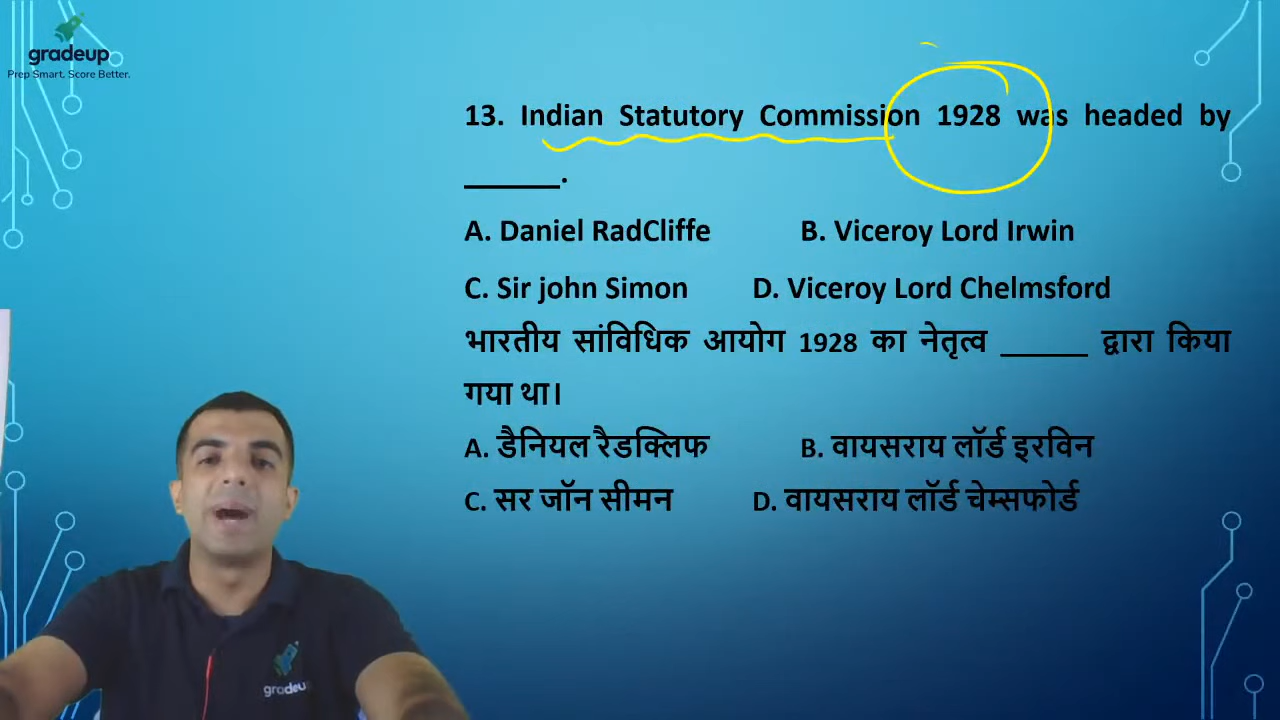 gradeup
Prep Smart. Score Better.
13. Indian Statutory Commission 1928 was headed by
______.
A. Daniel RadCliffe B. Viceroy Lord Irwin
C. Sir john Simon D. Viceroy Lord Chelmsford
भारतीय सांविधिक आयोग 1928 का नेतृत्व ______ द्वारा किया
गया था।
A. डैनियल रैडक्लिफ B. वायसराय लॉर्ड इरविन
C. सर जॉन सीमन D. वायसराय लॉर्ड चेम्सफोर्ड
gradeup